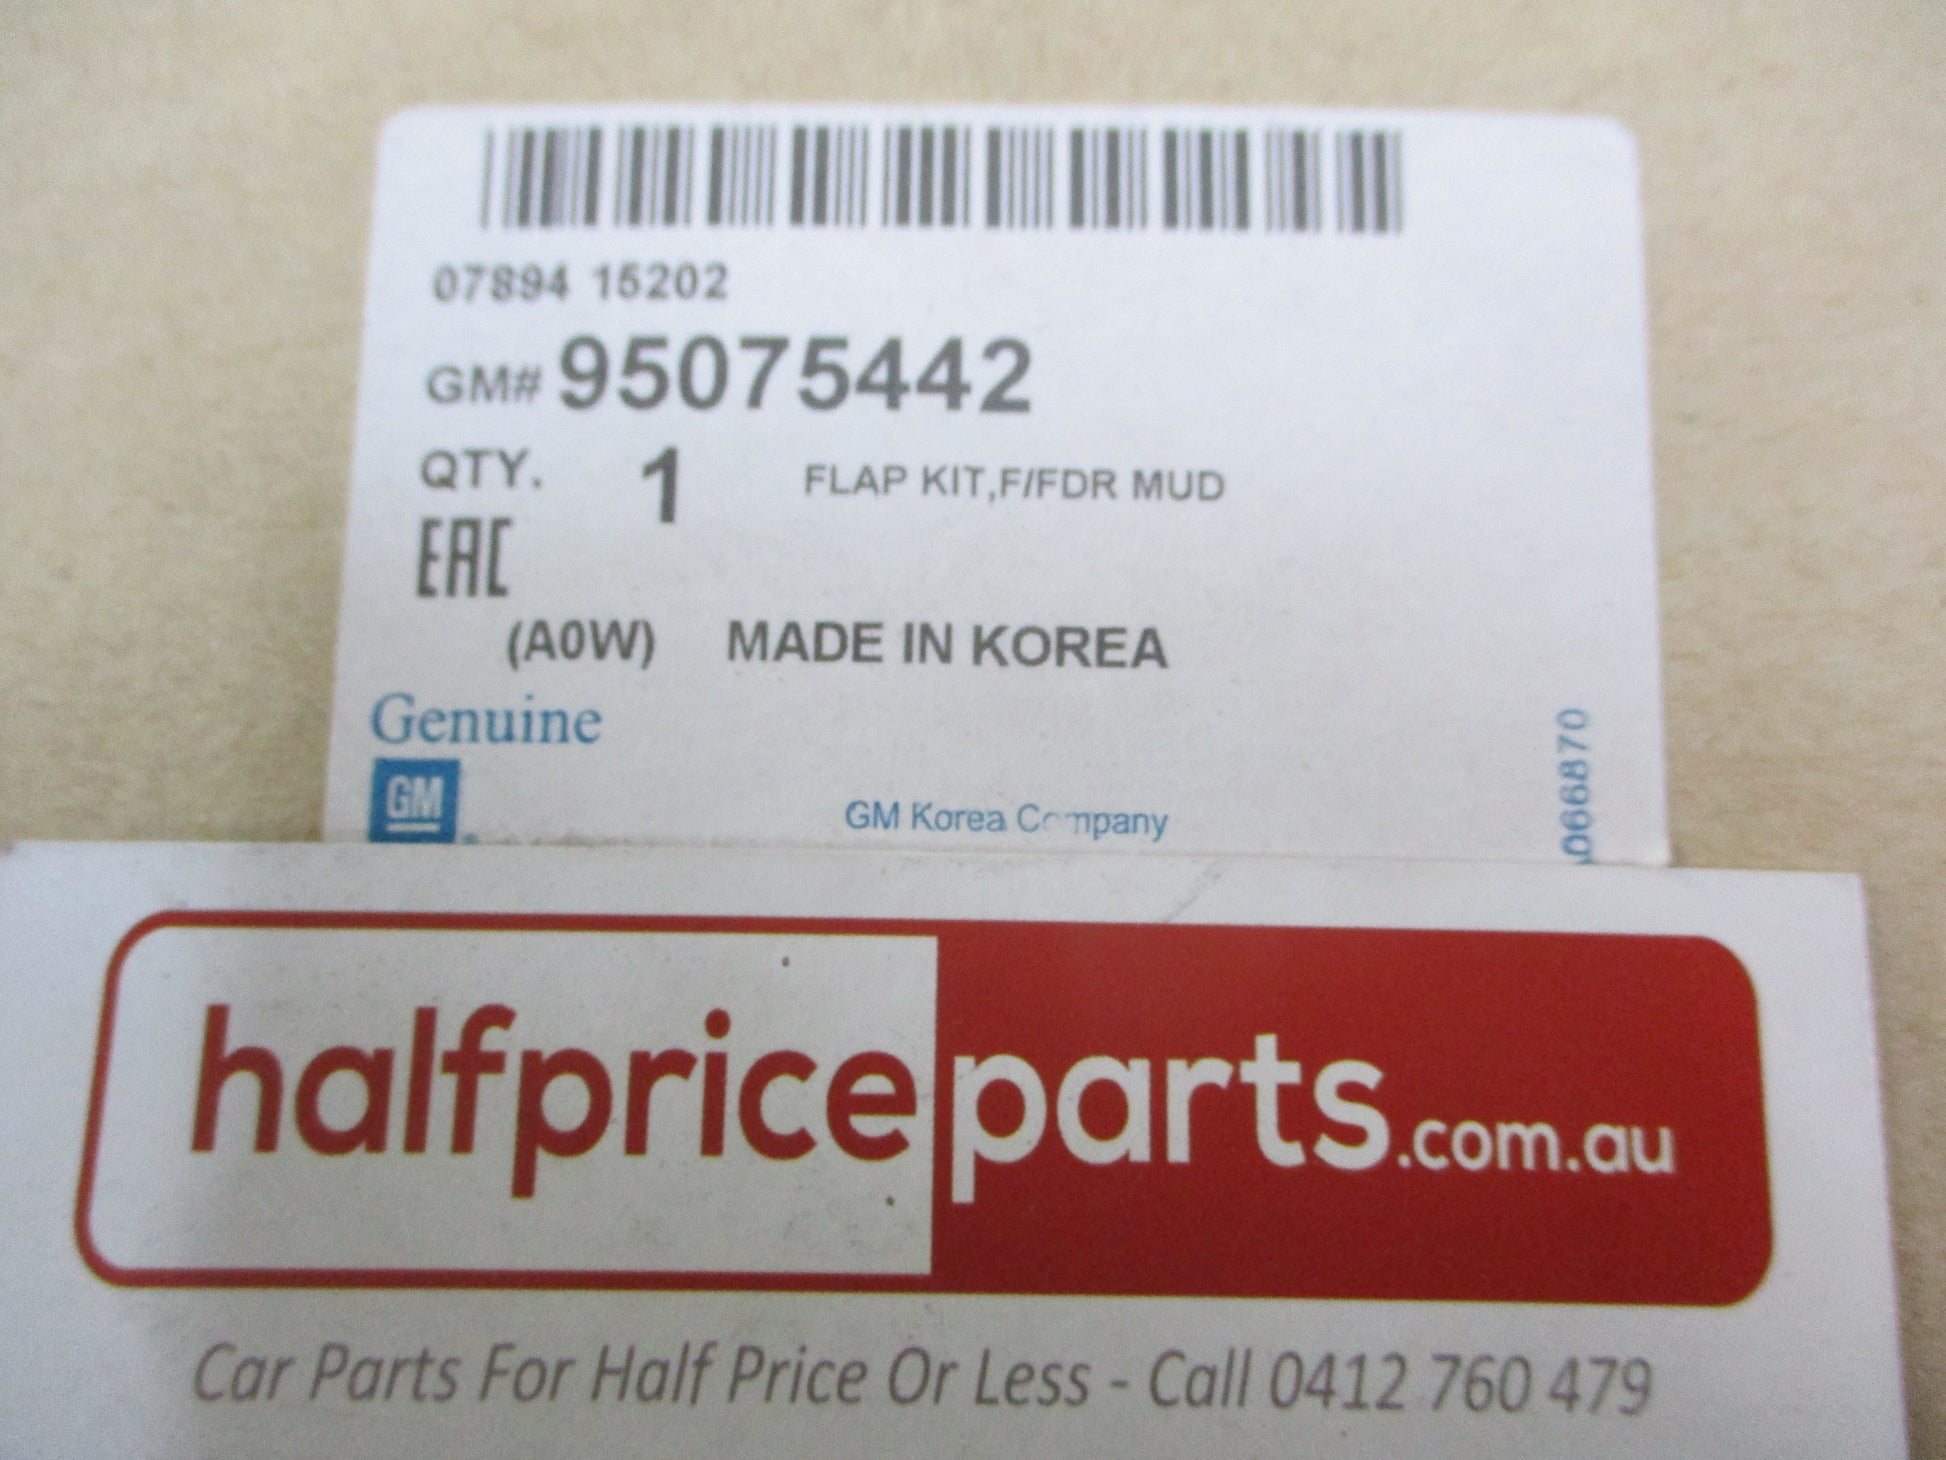 07894 15202
GM# 95075442
QTY. 1 FLAP KIT,F/FDR MUD
EAC
(A0W) MADE IN KOREA
Genuine
GM
GM Korea Company
066870
halfpriceparts.com.au
Car Parts For Half Price Or Less - Call 0412 760 479